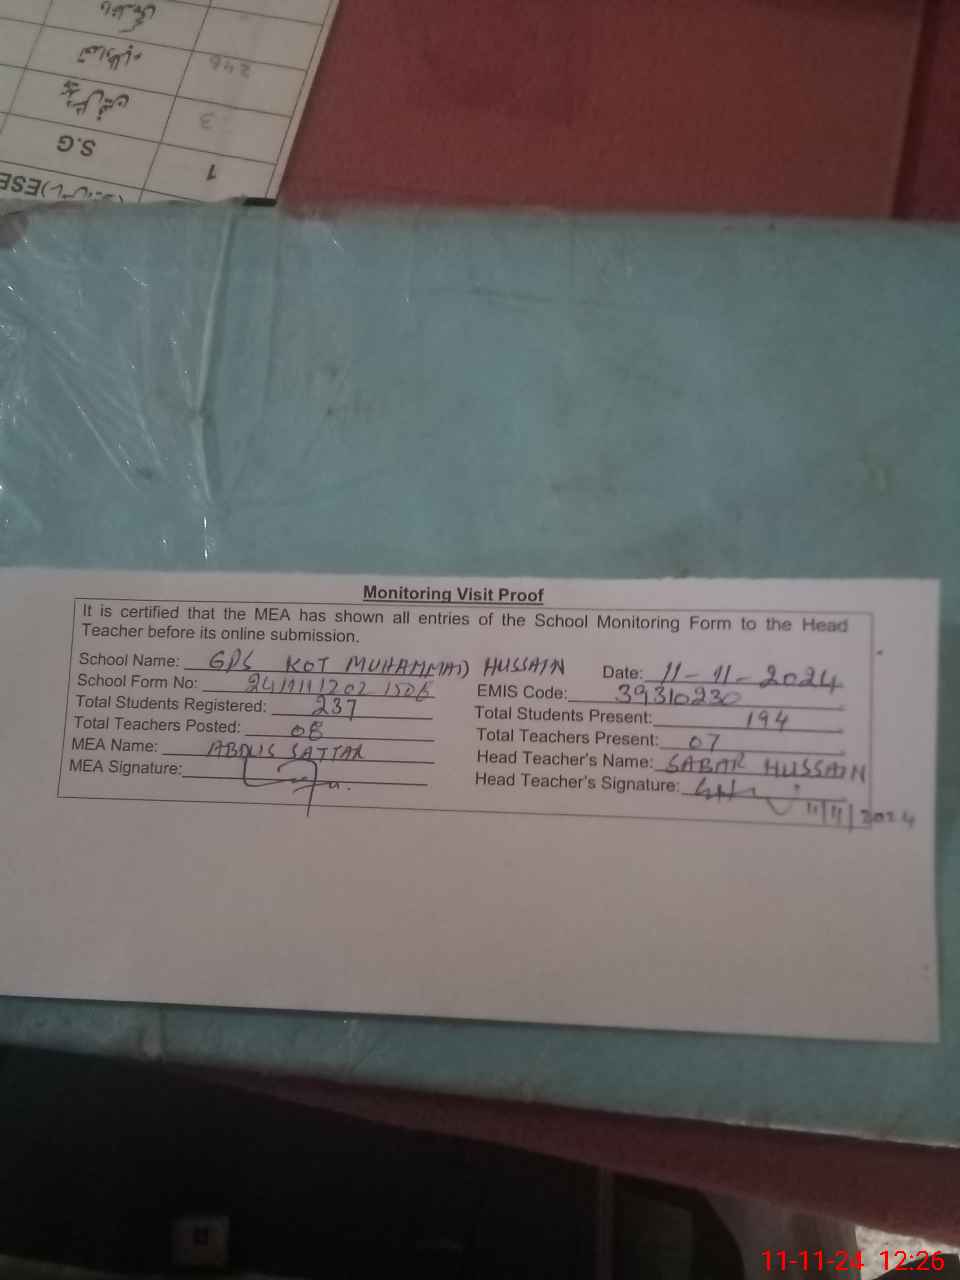 246
3
S.G
1
Monitoring Visit Proof
It is certified that the MEA has shown all entries of the School Monitoring Form to the Head
Teacher before its online submission.
School Name: GPS KOT MUHAMMAD HUSSAIN Date: 11-11-2024
School Form No: EMIS Code: 39310230
Total Students Registered: 237 Total Students Present: 194
Total Teachers Posted: 08 Total Teachers Present: 07
MEA Name: SATTAR Head Teacher's Name: SABAR HUSSAIN
MEA Signature: Head Teacher's Signature:
11/11/2024
11-11-24 12:26